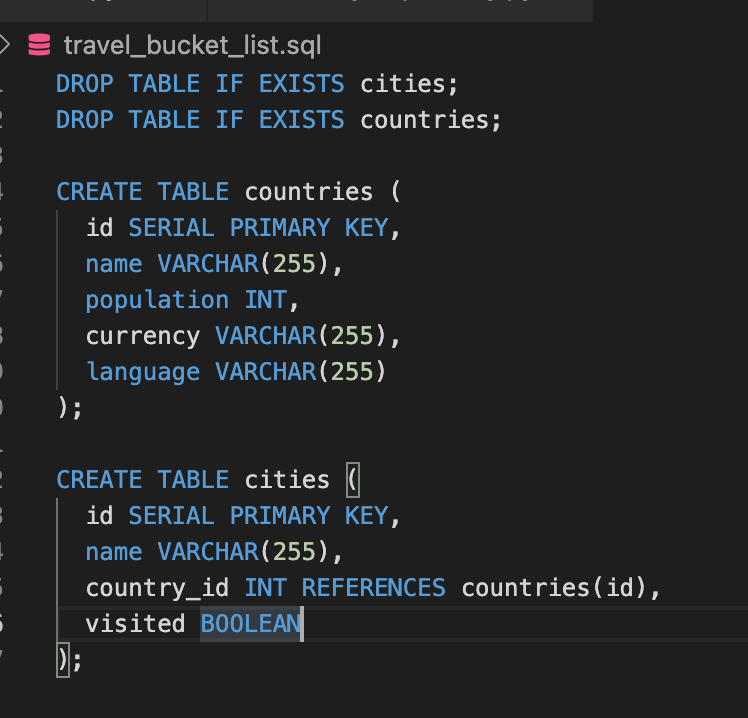 travel_bucket_list.sql
DROP TABLE IF EXISTS cities;
DROP TABLE IF EXISTS countries;
CREATE TABLE countries (
id SERIAL PRIMARY KEY,
name VARCHAR(255),
population INT,
currency VARCHAR(255),
language VARCHAR(255)
);
CREATE TABLE cities (
id SERIAL PRIMARY KEY,
name VARCHAR(255),
country_id INT REFERENCES countries(id),
visited BOOLEAN
);